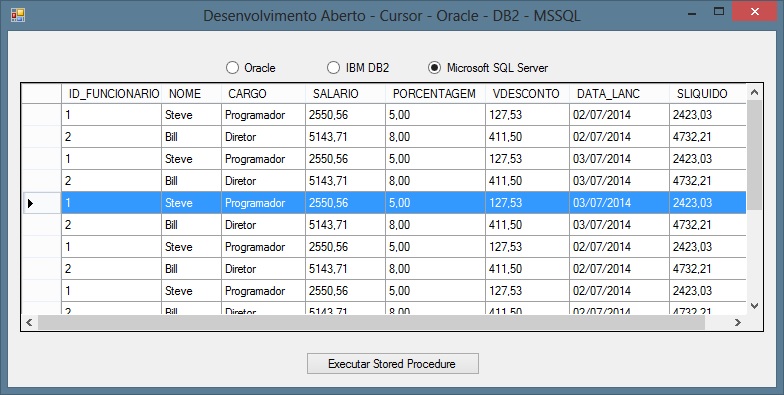 Desenvolvimento Aberto - Cursor - Oracle - DB2 - MSSQL
Oracle IBM DB2 Microsoft SQL Server
ID_FUNCIONARIO NOME CARGO SALARIO PORCENTAGEM VDESCONTO DATA_LANC SLIQUIDO
1 Steve Programador 2550,56 5,00 127,53 02/07/2014 2423,03
2 Bill Diretor 5143,71 8,00 411,50 02/07/2014 4732,21
1 Steve Programador 2550,56 5,00 127,53 03/07/2014 2423,03
2 Bill Diretor 5143,71 8,00 411,50 03/07/2014 4732,21
1 Steve Programador 2550,56 5,00 127,53 03/07/2014 2423,03
2 Bill Diretor 5143,71 8,00 411,50 03/07/2014 4732,21
1 Steve Programador 2550,56 5,00 127,53 02/07/2014 2423,03
2 Bill Diretor 5143,71 8,00 411,50 02/07/2014 4732,21
1 Steve Programador 2550,56 5,00 127,53 02/07/2014 2423,03
2 Bill Diretor 5143,71 8,00 411,50 02/07/2014 4732,21
Executar Stored Procedure